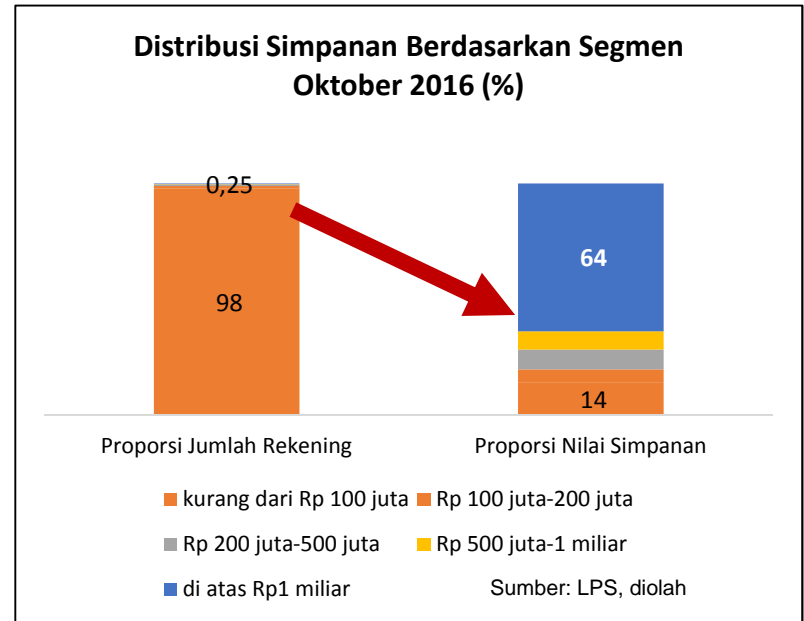 Distribusi Simpanan Berdasarkan Segmen
Oktober 2016 (%)
0,25
64
98
14
Proporsi Jumlah Rekening
Proporsi Nilai Simpanan
kurang dari Rp 100 juta
Rp 100 juta-200 juta
Rp 200 juta-500 juta
Rp 500 juta-1 miliar
di atas Rp1 miliar
Sumber: LPS, diolah